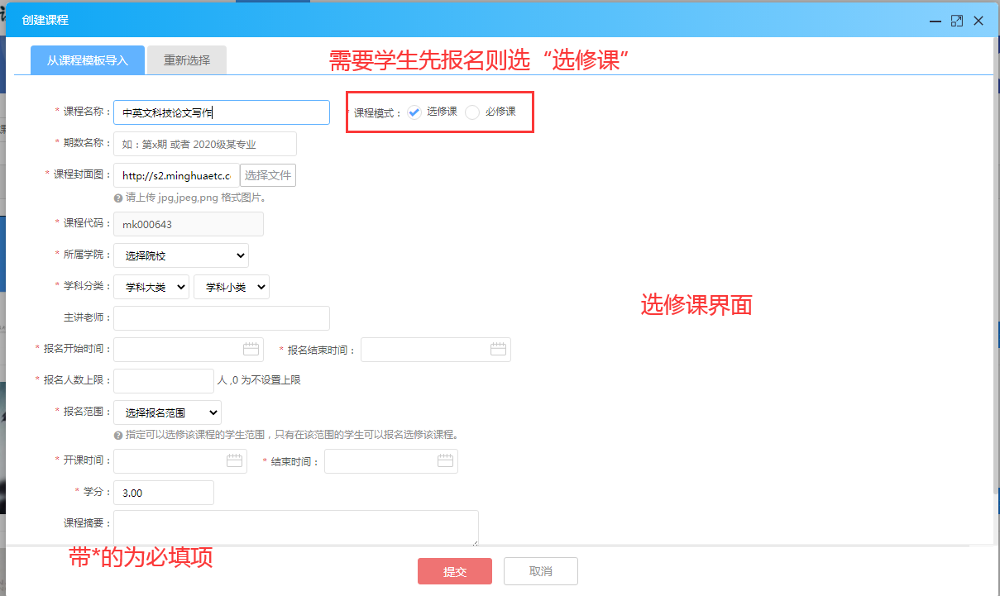 创建课程
从课程模板导入 重新选择 需要学生先报名则选“选修课”
* 课程名称： 中英文科技论文写作 * 课程模式： 选修课 必修课
* 期数名称： 如：第x期 或者 2020级某专业
* 课程封面图： http://s2.minghuaetc.c 选择文件
请上传 jpg,jpeg,png 格式图片。
* 课程代码： mk000643
* 所属学院： 选择院校
* 学科分类： 学科大类 学科小类
选修课界面
主讲老师：
* 报名开始时间： * 报名结束时间：
* 报名人数上限： 人 ,0 为不设置上限
* 报名范围： 选择报名范围
指定可以选修该课程的学生范围，只有在该范围的学生可以报名选修该课程。
* 开课时间： * 结束时间：
* 学分： 3.00
课程摘要：
带*的为必填项
提交 取消